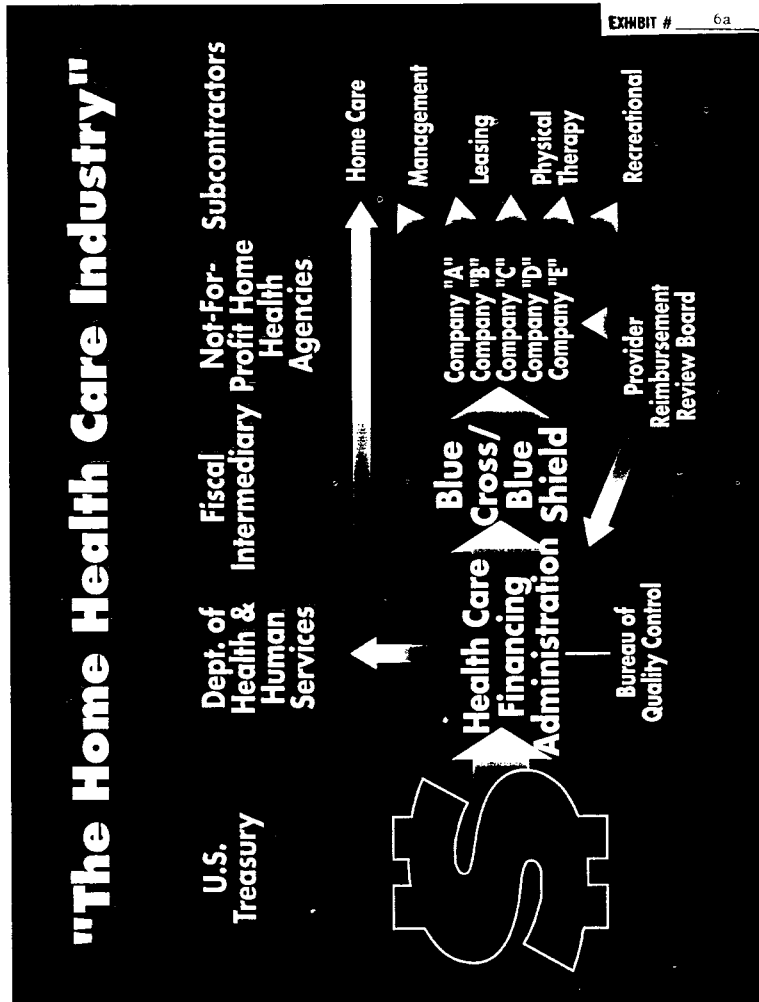 EXHIBIT # 6a
"The Home Health Care Industry"
U.S.
Treasury
Dept. of
Health &
Human
Services
Fiscal
Intermediary
Not-For-
Profit Home
Health
Agencies
Subcontractors
Health Care
Financing
Administration
Blue
Cross/
Blue
Shield
Company "A"
Company "B"
Company "C"
Company "D"
Company "E"
Home Care
Management
Leasing
Physical
Therapy
Recreational
Bureau of
Quality Control
Provider
Reimbursement
Review Board